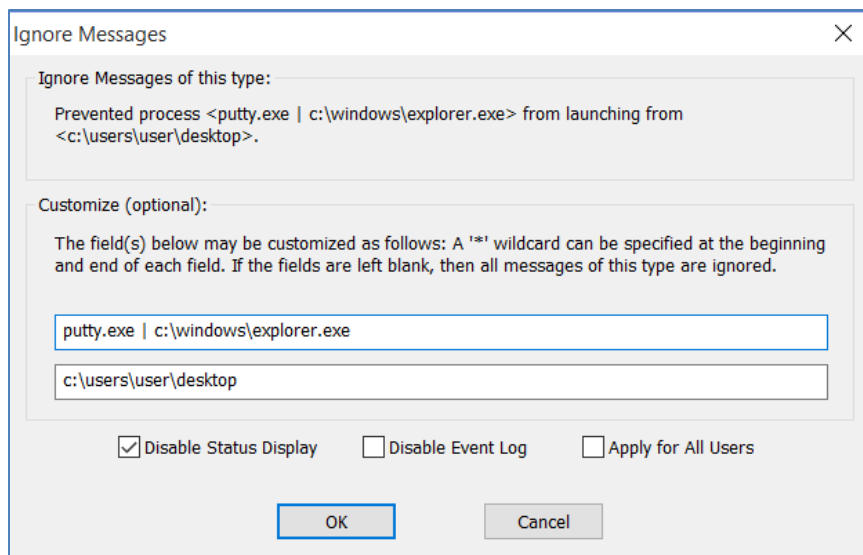 Ignore Messages
Ignore Messages of this type:
Prevented process <putty.exe | c:\windows\explorer.exe> from launching from
<c:\users\user\desktop>.
Customize (optional):
The field(s) below may be customized as follows: A '*' wildcard can be specified at the beginning
and end of each field. If the fields are left blank, then all messages of this type are ignored.
putty.exe | c:\windows\explorer.exe
c:\users\user\desktop
Disable Status Display Disable Event Log Apply for All Users
OK Cancel